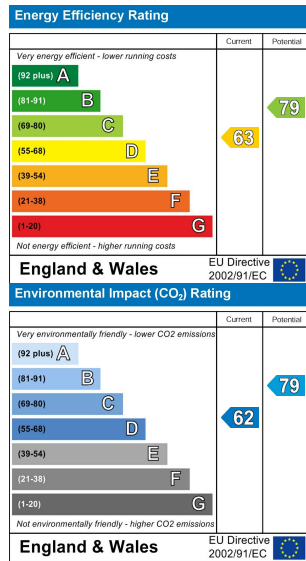 Energy Efficiency Rating
Current Potential
Very energy efficient - lower running costs
(92 plus) A
(81-91) B
(69-80) C
(55-68) D
(39-54) E
(21-38) F
(1-20) G
63
79
Not energy efficient - higher running costs
England & Wales
EU Directive
2002/91/EC
Environmental Impact (CO₂) Rating
Current Potential
Very environmentally friendly - lower CO2 emissions
(92 plus) A
(81-91) B
(69-80) C
(55-68) D
(39-54) E
(21-38) F
(1-20) G
62
79
Not environmentally friendly - higher CO2 emissions
England & Wales
EU Directive
2002/91/EC